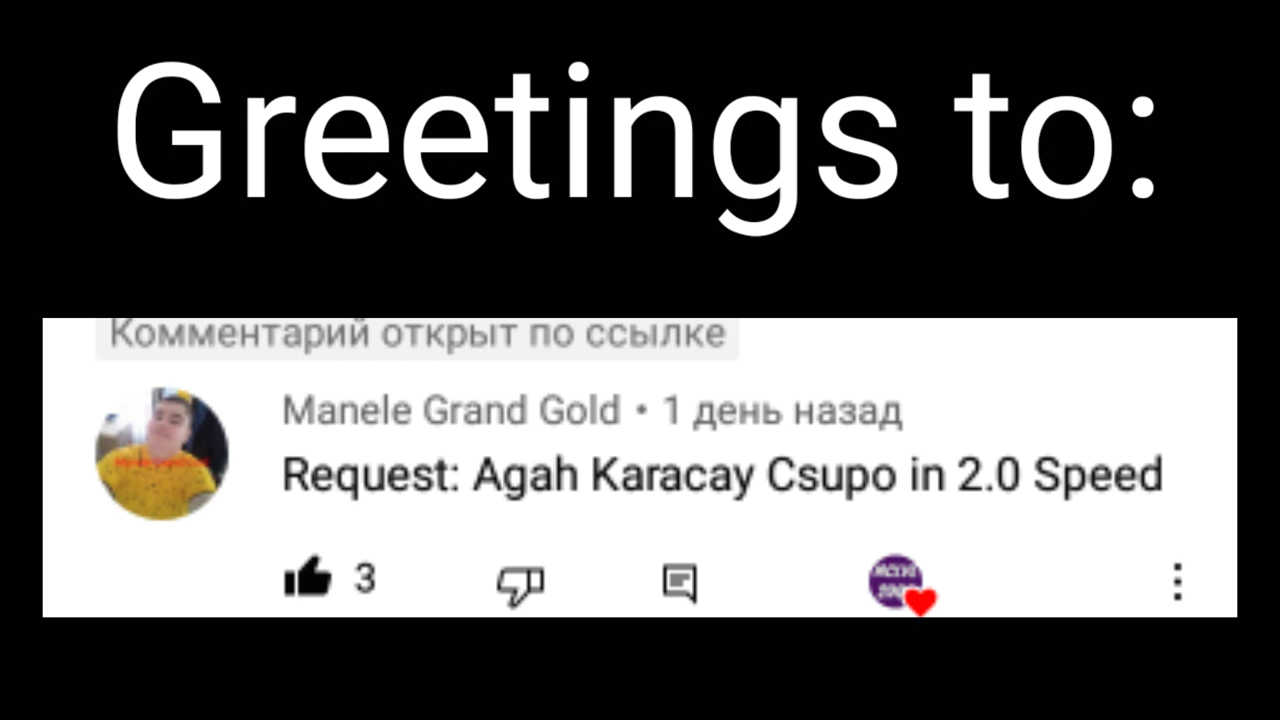 Greetings to:
Комментарий открыт по ссылке
Manele Grand Gold • 1 день назад
Request: Agah Karacay Csupo in 2.0 Speed
3